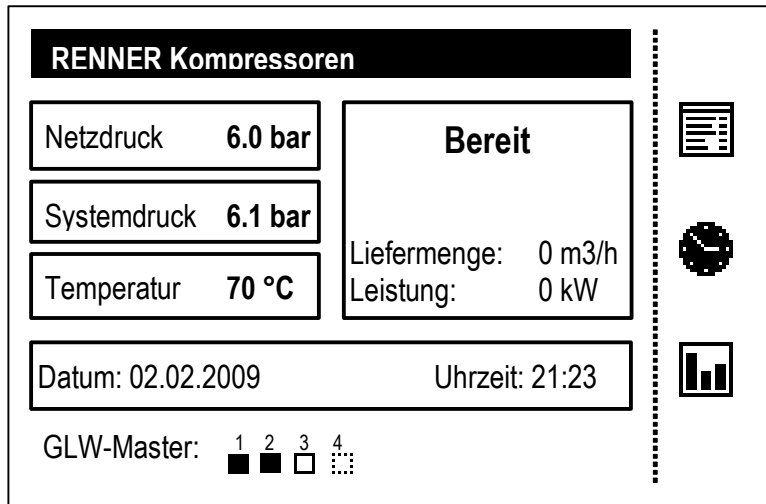 RENNER Kompressoren
Netzdruck 6.0 bar
Systemdruck 6.1 bar
Temperatur 70 °C
Bereit
Liefermenge: 0 m3/h
Leistung: 0 kW
Datum: 02.02.2009 Uhrzeit: 21:23
GLW-Master: 1 2 3 4